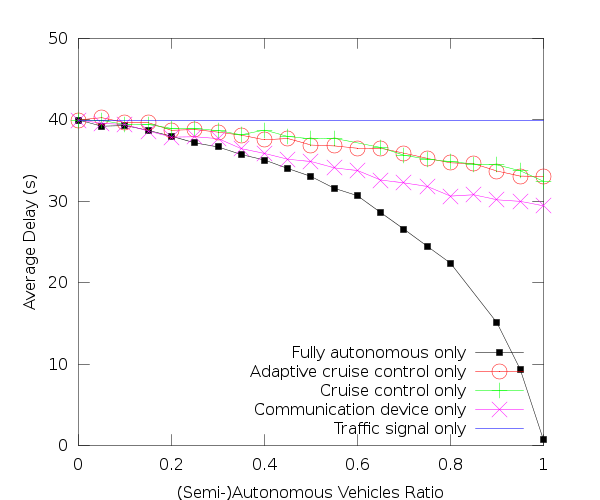 50
40
30
20
10
0
Average Delay (s)
Fully autonomous only
Adaptive cruise control only
Cruise control only
Communication device only
Traffic signal only
0 0.2 0.4 0.6 0.8 1
(Semi-)Autonomous Vehicles Ratio